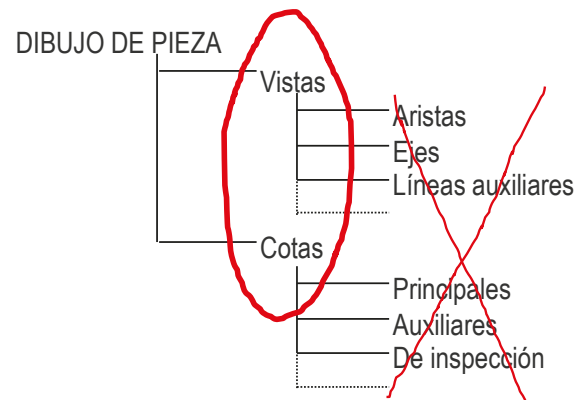 DIBUJO DE PIEZA
Vistas
Aristas
Ejes
Líneas auxiliares
Cotas
Principales
Auxiliares
De inspección